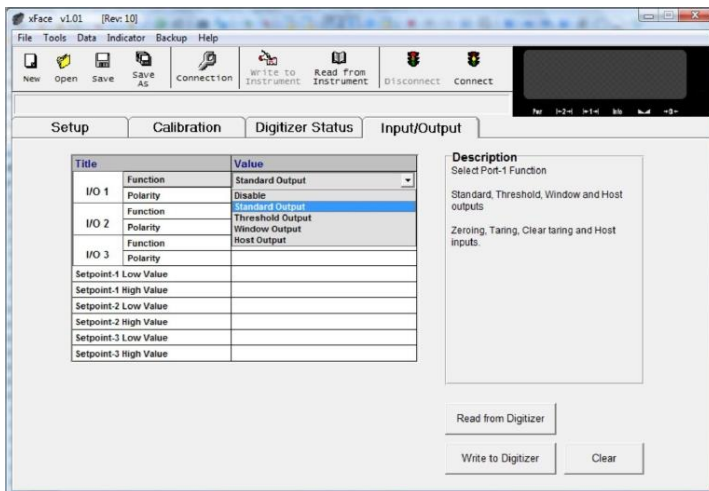 xFace v1.01 [Rev: 10]
File Tools Data Indicator Backup Help
New Open Save Save As Connection Write to Instrument Read from Instrument Disconnect Connect
Setup Calibration Digitizer Status Input/Output
Title Value
I/O 1 Function Standard Output
Polarity Disable
Standard Output
I/O 2 Function Threshold Output
Polarity Window Output
I/O 3 Function Host Output
Polarity
Setpoint-1 Low Value
Setpoint-1 High Value
Setpoint-2 Low Value
Setpoint-2 High Value
Setpoint-3 Low Value
Setpoint-3 High Value
Description
Select Port-1 Function
Standard, Threshold, Window and Host
outputs
Zeroing, Taring, Clear taring and Host
inputs.
Read from Digitizer
Write to Digitizer Clear